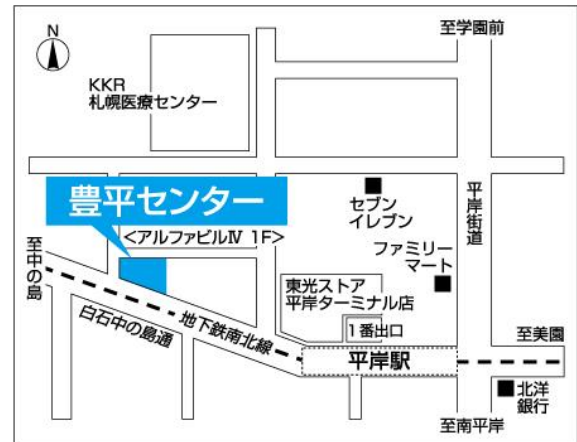 N
至学園前
KKR
札幌医療センター
豊平センター
<アルファビルⅣ 1F>
セブン
イレブン
平岸街道
ファミリー
マート
至中の島
東光ストア
平岸ターミナル店
1番出口
地下鉄南北線
白石中の島通
平岸駅
至美園
北洋
銀行
至南平岸